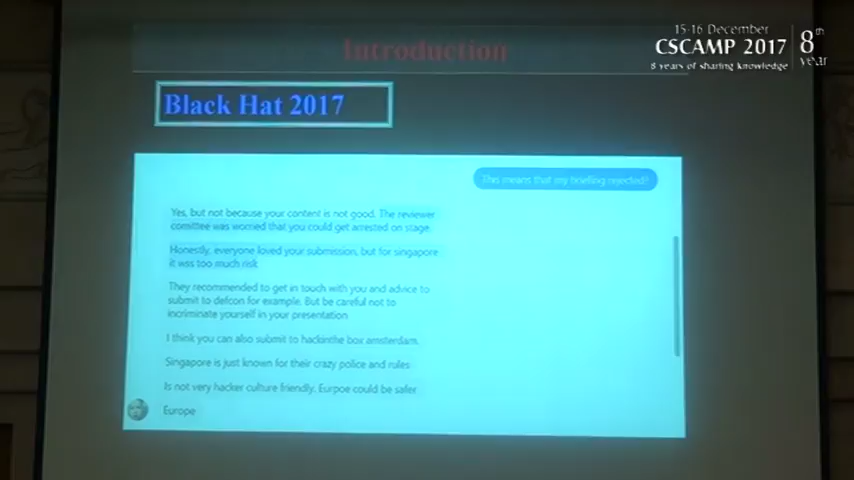 Introduction
15-16 December
CSCAMP 2017
8 years of sharing knowledge
8th
year
Black Hat 2017
This means that my briefing rejected?
Yes, but not because your content is not good. The reviewer
comittee was worried that you could get arrested on stage.
Honestly, everyone loved your submission, but for singapore
it was too much risk
They recommended to get in touch with you and advice to
submit to defcon for example. But be careful not to
incriminate yourself in your presentation
I think you can also submit to hackinthe box amsterdam.
Singapore is just known for their crazy police and rules
Is not very hacker culture friendly. Eurpoe could be safer
Europe